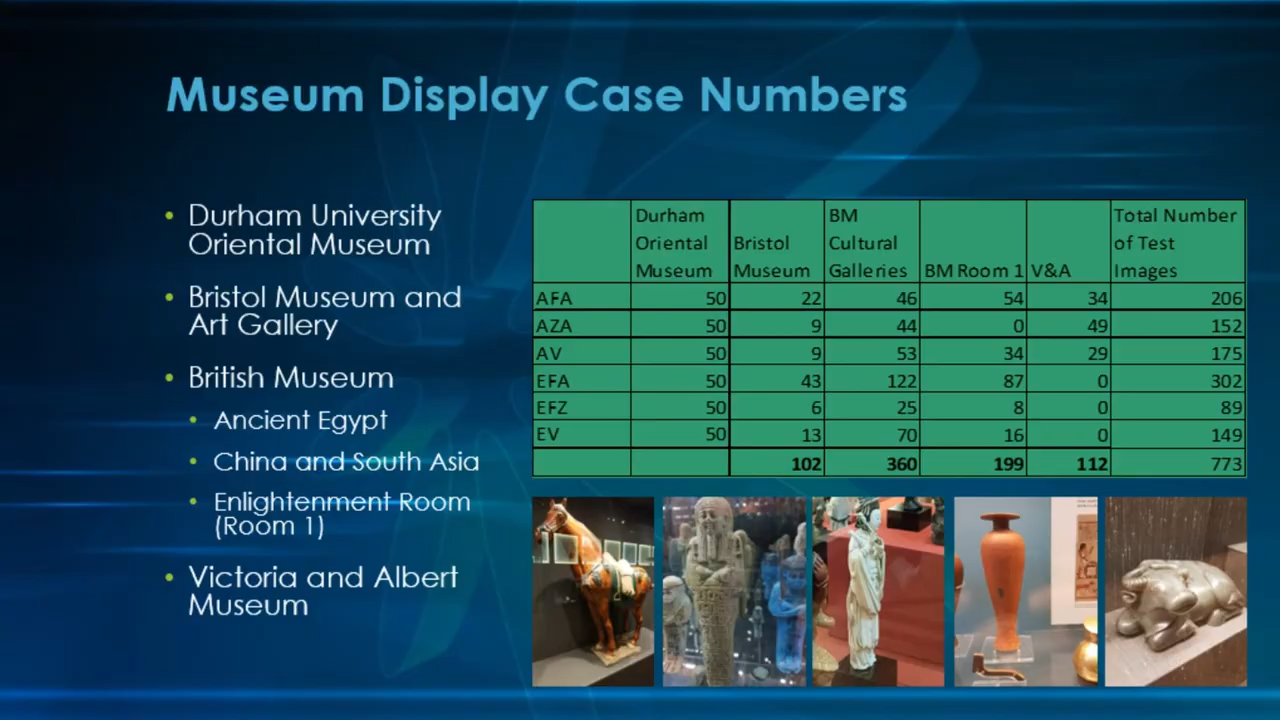 Museum Display Case Numbers
• Durham University
Oriental Museum
• Bristol Museum and
Art Gallery
• British Museum
• Ancient Egypt
• China and South Asia
• Enlightenment Room
(Room 1)
• Victoria and Albert
Museum
Durham Oriental Museum | Bristol Museum | BM Cultural Galleries | BM Room 1 | V&A | Total Number of Test Images
AFA 50 22 46 54 34 206
AZA 50 9 44 0 49 152
AV 50 9 53 34 29 175
EFA 50 43 122 87 0 302
EFZ 50 6 25 8 0 89
EV 50 13 70 16 0 149
102 360 199 112 773